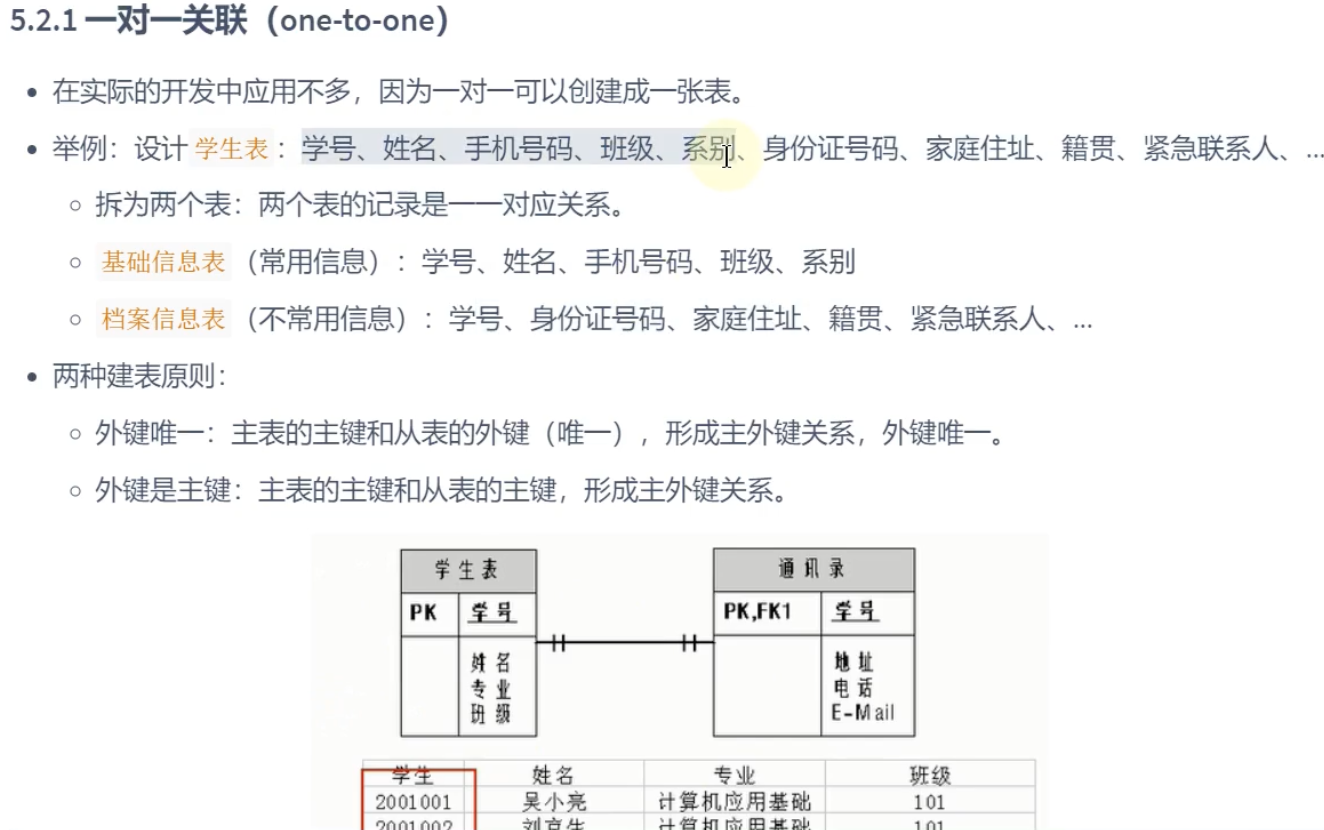 5.2.1 一对一关联（one-to-one）
在实际的开发中应用不多，因为一对一可以创建成一张表。
举例：设计 学生表 ：学号、姓名、手机号码、班级、系别、身份证号码、家庭住址、籍贯、紧急联系人、...
拆为两个表：两个表的记录是一一对应关系。
基础信息表 （常用信息）：学号、姓名、手机号码、班级、系别
档案信息表 （不常用信息）：学号、身份证号码、家庭住址、籍贯、紧急联系人、...
两种建表原则：
外键唯一：主表的主键和从表的外键（唯一），形成主外键关系，外键唯一。
外键是主键：主表的主键和从表的主键，形成主外键关系。
学生表 通讯录
PK 学号 PK,FK1 学号
姓名 地址
专业 电话
班级 E-Mail
学生 姓名 专业 班级
2001001 吴小亮 计算机应用基础 101
2001002 刘京生 计算机应用基础 101